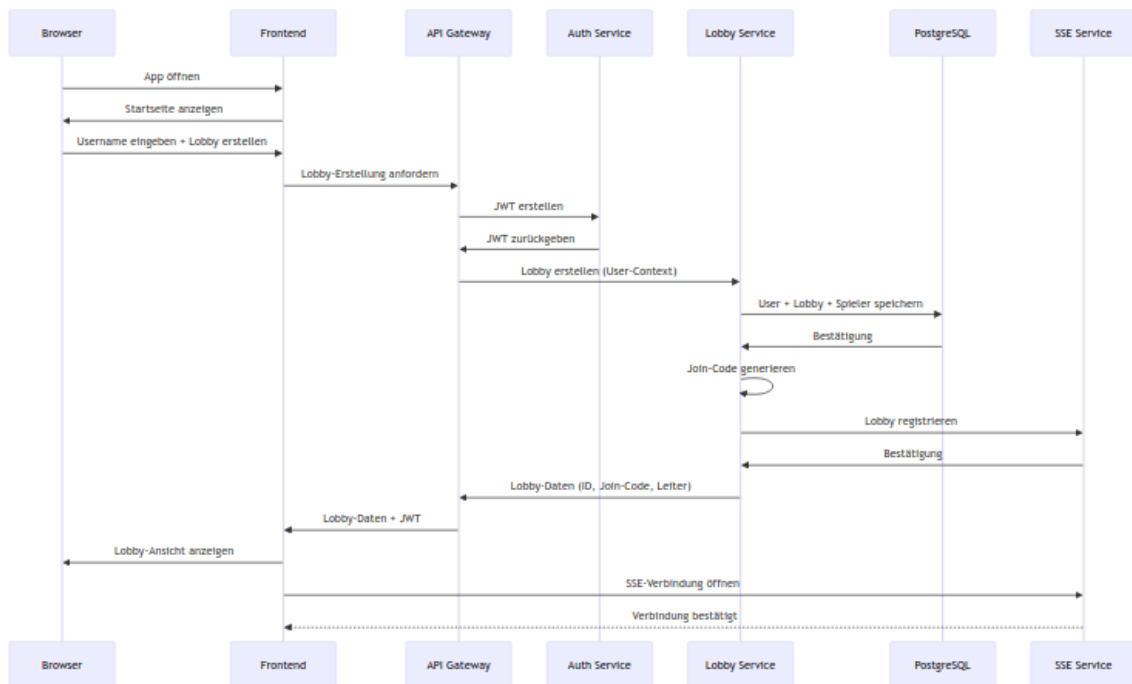 Browser
Frontend
API Gateway
Auth Service
Lobby Service
PostgreSQL
SSE Service
App öffnen
Startseite anzeigen
Username eingeben + Lobby erstellen
Lobby-Erstellung anfordern
JWT erstellen
JWT zurückgeben
Lobby erstellen (User-Context)
User + Lobby + Spieler speichern
Bestätigung
Join-Code generieren
Lobby registrieren
Bestätigung
Lobby-Daten (ID, Join-Code, Leiter)
Lobby-Daten + JWT
Lobby-Ansicht anzeigen
SSE-Verbindung öffnen
Verbindung bestätigt
Browser
Frontend
API Gateway
Auth Service
Lobby Service
PostgreSQL
SSE Service